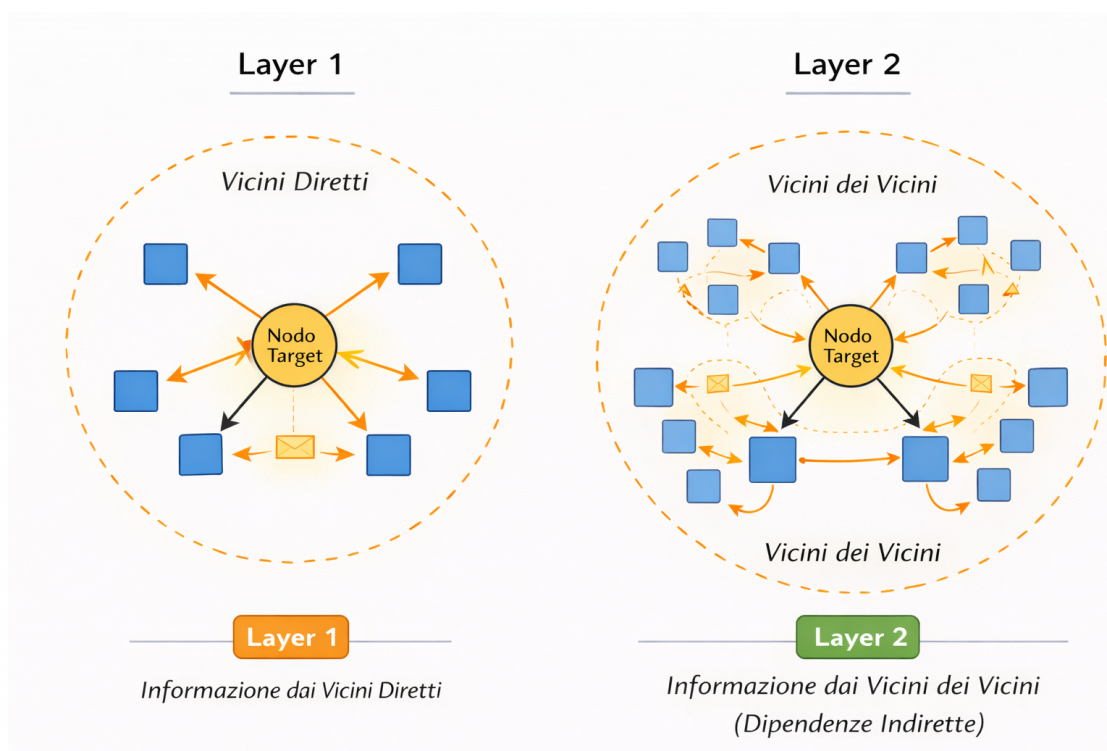 Layer 1
Vicini Diretti
Nodo
Target
Layer 1
Informazione dai Vicini Diretti
Layer 2
Vicini dei Vicini
Nodo
Target
Vicini dei Vicini
Layer 2
Informazione dai Vicini dei Vicini
(Dipendenze Indirette)